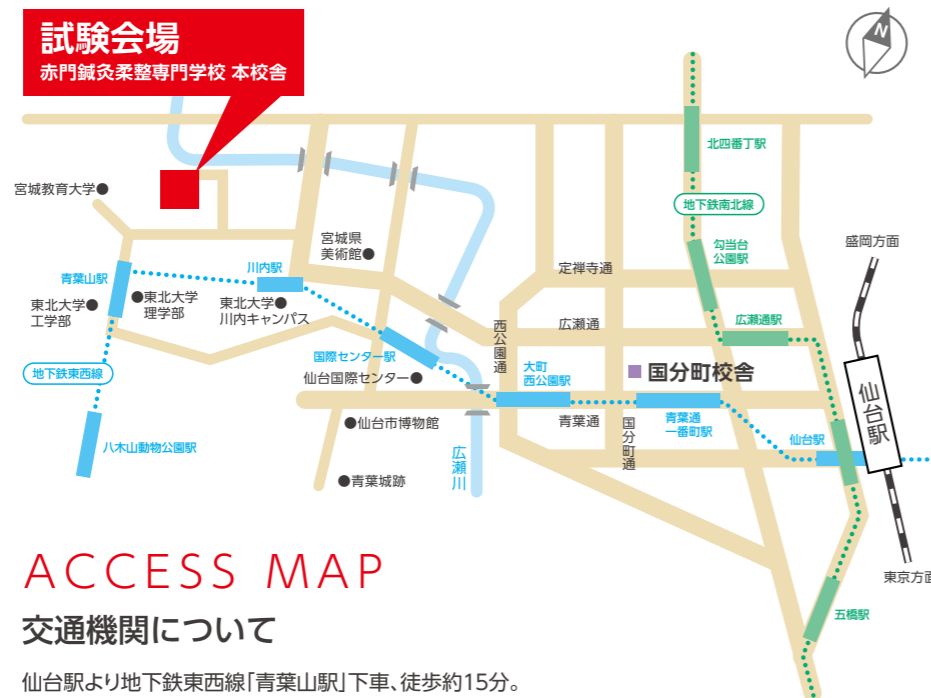 試験会場
赤門鍼灸柔整専門学校 本校舎
N
北四番丁駅
地下鉄南北線
宮城教育大学●
宮城県
美術館●
勾当台
公園駅
盛岡方面
青葉山駅
川内駅
定禅寺通
東北大学●
工学部
●東北大学
理学部
東北大学●
川内キャンパス
広瀬通
広瀬通駅
西公園通
国際センター駅
大町
西公園駅
国分町校舎
地下鉄東西線
仙台国際センター●
仙台駅
●仙台市博物館
青葉通
国分町通
青葉通
一番町駅
仙台駅
八木山動物公園駅
広瀬川
●青葉城跡
ACCESS MAP
東京方面
交通機関について
五橋駅
仙台駅より地下鉄東西線「青葉山駅」下車、徒歩約15分。